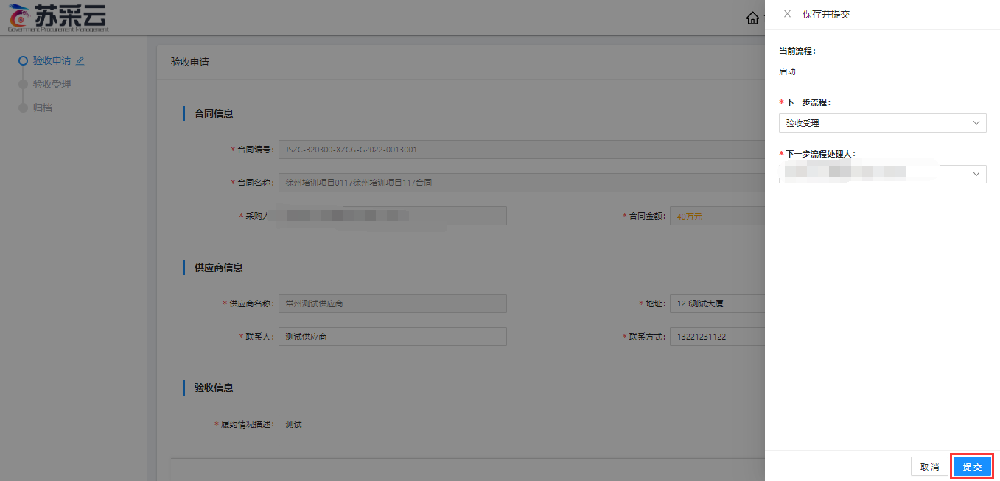 苏采云
Government Procurement Management
验收申请
验收受理
归档
验收申请
合同信息
* 合同编号: JSZC-320300-XZCG-G2022-0013001
* 合同名称: 徐州培训项目0117徐州培训项目117合同
* 采购人 * 合同金额: 40万元
供应商信息
* 供应商名称: 常州测试供应商 * 地址: 123测试大厦
* 联系人: 测试供应商 * 联系方式: 13221231122
验收信息
* 履约情况描述: 测试
保存并提交
当前流程:
启动
* 下一步流程:
验收受理
* 下一步流程处理人:
取 消 提 交